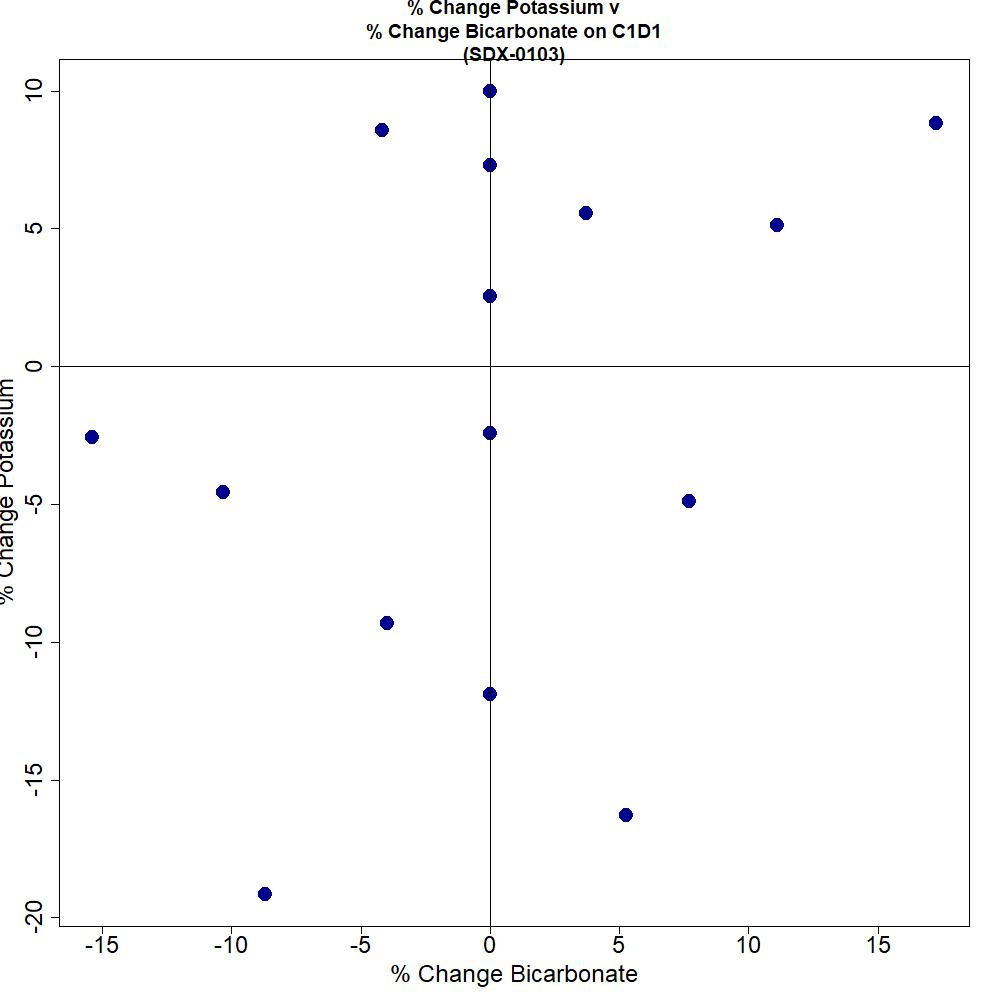 % Change Potassium v
% Change Bicarbonate on C1D1
(SDX-0103)
% Change Potassium
10
5
0
-5
-10
-15
-20
-15
-10
-5
0
5
10
15
% Change Bicarbonate